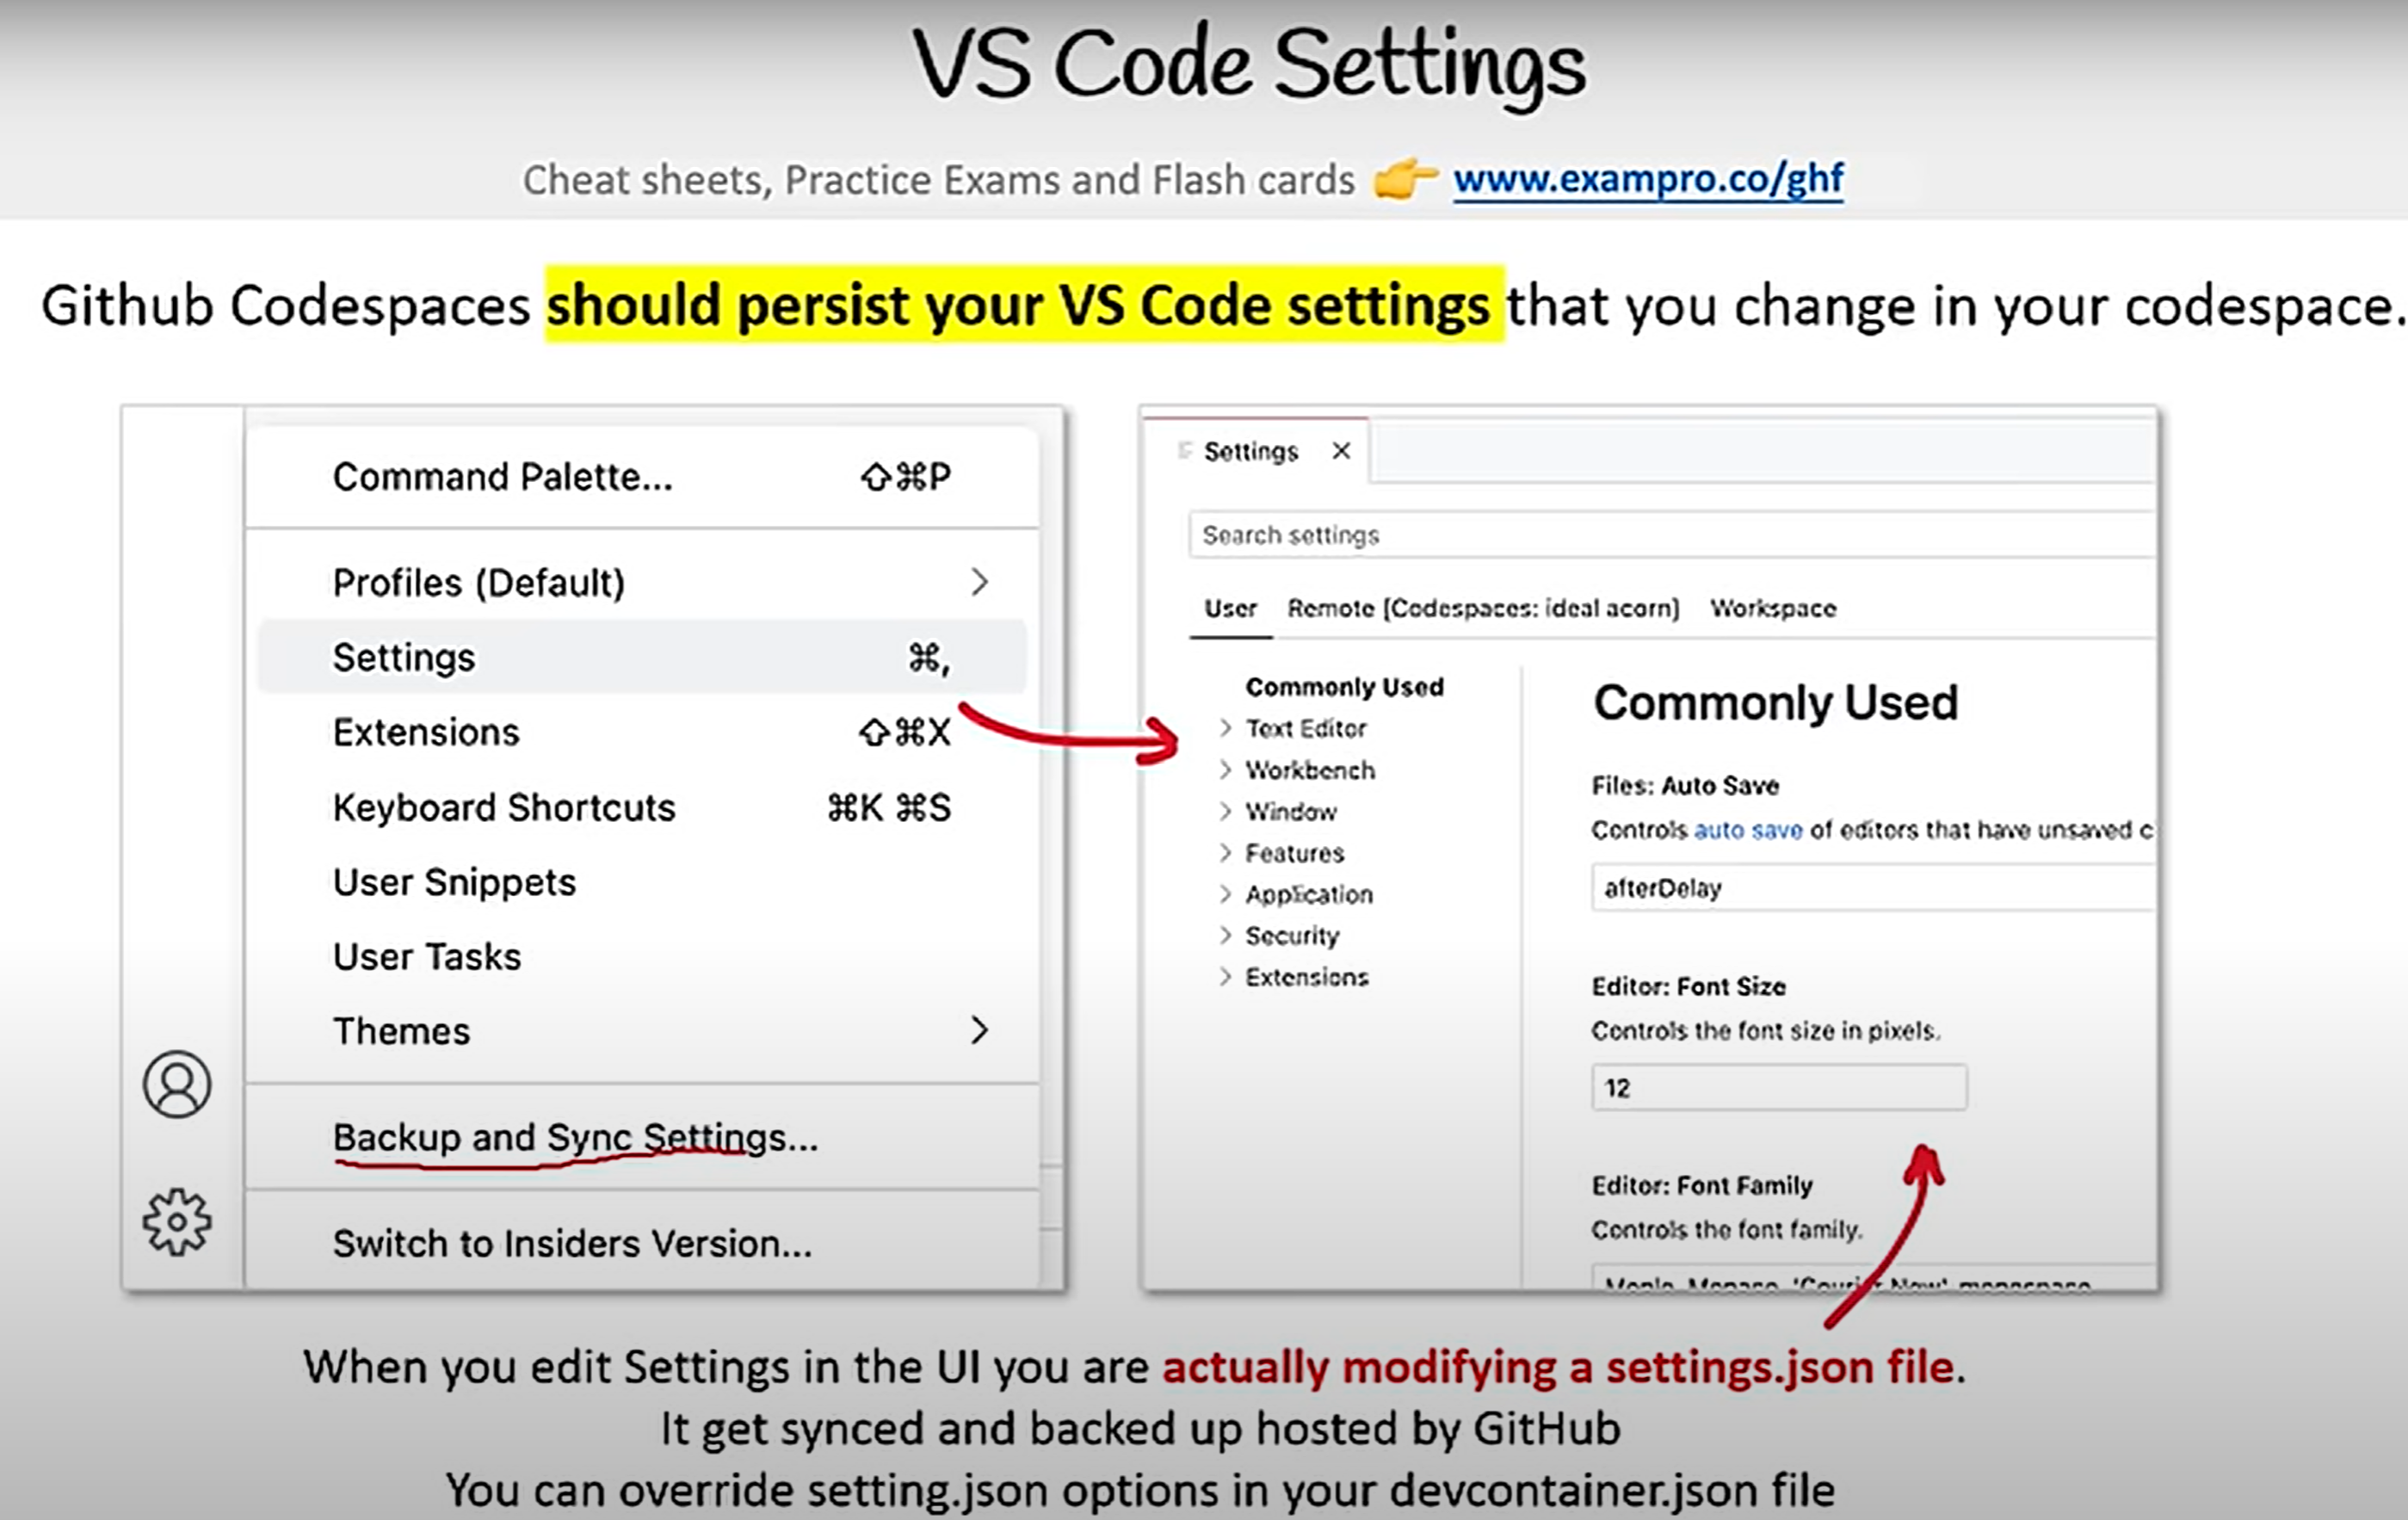 VS Code Settings
Cheat sheets, Practice Exams and Flash cards 👉 www.exampro.co/ghf
Github Codespaces should persist your VS Code settings that you change in your codespace.
Command Palette... ⇧⌘P
Profiles (Default) >
Settings ⌘,
Extensions ⇧⌘X
Keyboard Shortcuts ⌘K ⌘S
User Snippets
User Tasks
Themes >
Backup and Sync Settings...
Switch to Insiders Version...
Settings ×
Search settings
User Remote [Codespaces: ideal acorn] Workspace
Commonly Used
> Text Editor
> Workbench
> Window
> Features
> Application
> Security
> Extensions
Commonly Used
Files: Auto Save
Controls auto save of editors that have unsaved c
afterDelay
Editor: Font Size
Controls the font size in pixels.
12
Editor: Font Family
Controls the font family.
Menlo, Monaco, 'Courier New', monospace
When you edit Settings in the UI you are actually modifying a settings.json file.
It get synced and backed up hosted by GitHub
You can override setting.json options in your devcontainer.json file